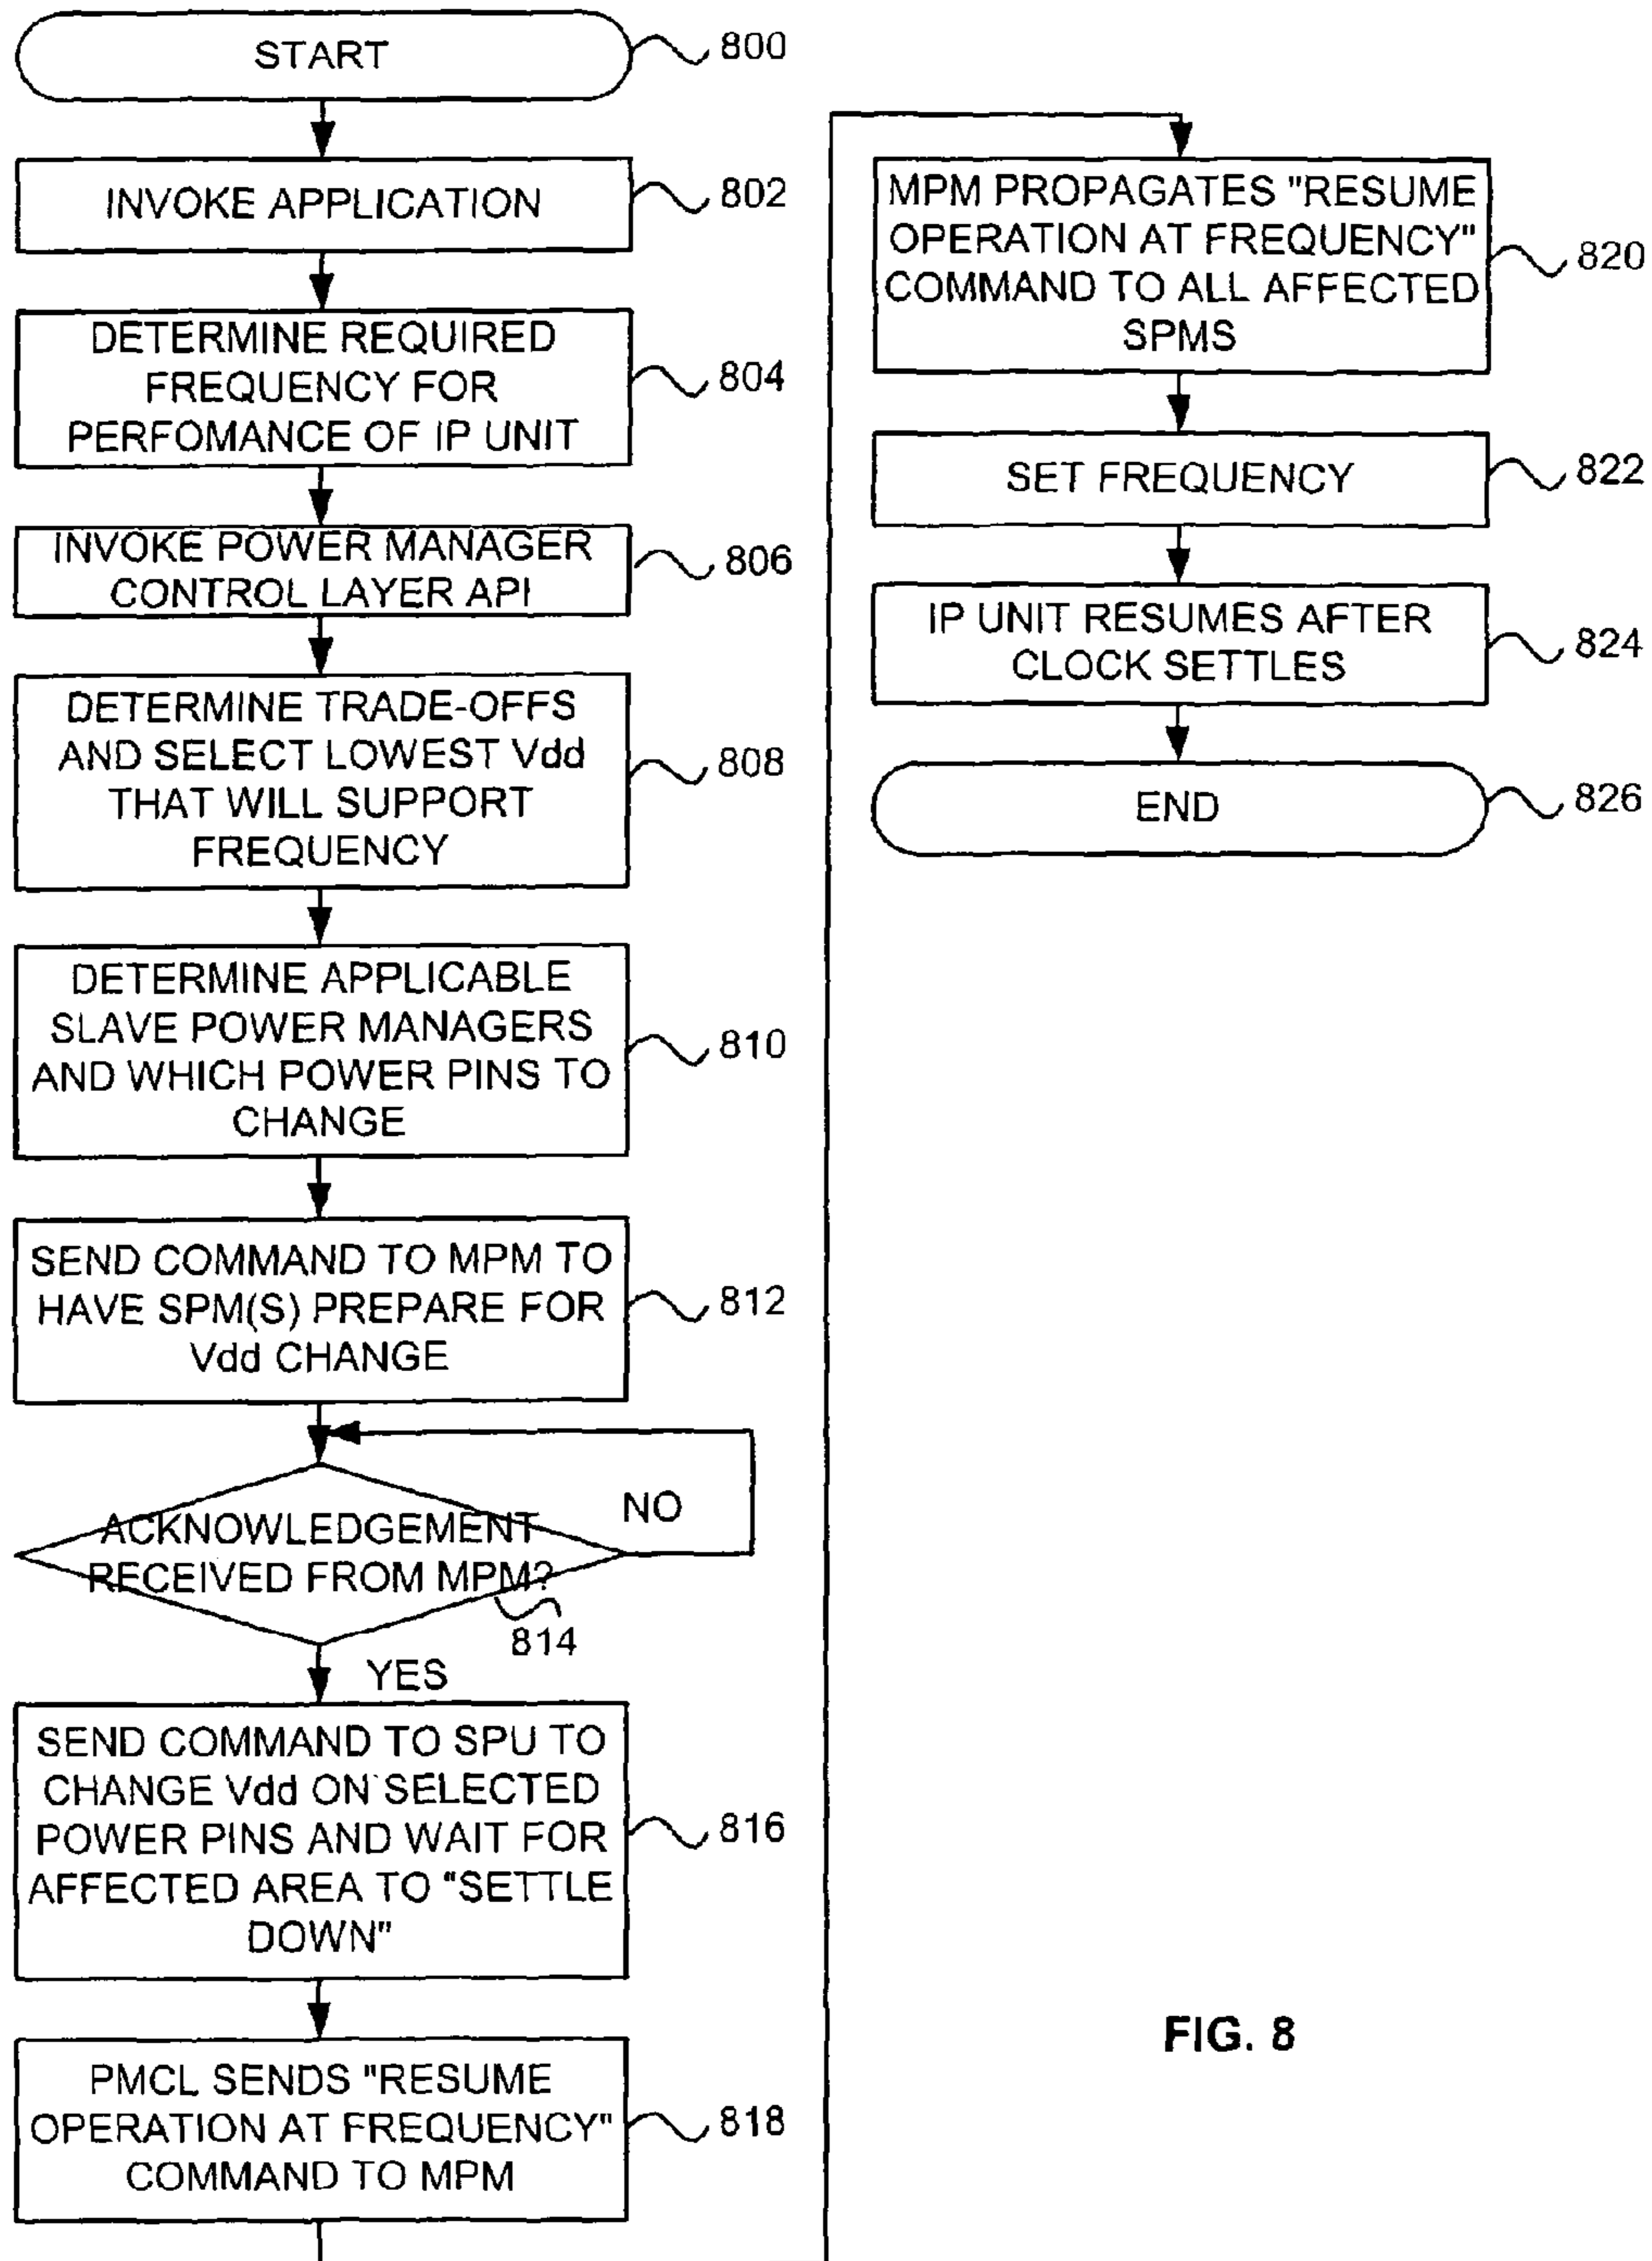 START
800
INVOKE APPLICATION
802
DETERMINE REQUIRED
FREQUENCY FOR
PERFOMANCE OF IP UNIT
804
INVOKE POWER MANAGER
CONTROL LAYER API
806
DETERMINE TRADE-OFFS
AND SELECT LOWEST Vdd
THAT WILL SUPPORT
FREQUENCY
808
DETERMINE APPLICABLE
SLAVE POWER MANAGERS
AND WHICH POWER PINS TO
CHANGE
810
SEND COMMAND TO MPM TO
HAVE SPM(S) PREPARE FOR
Vdd CHANGE
812
ACKNOWLEDGEMENT
RECEIVED FROM MPM?
NO
814
YES
SEND COMMAND TO SPU TO
CHANGE Vdd ON SELECTED
POWER PINS AND WAIT FOR
AFFECTED AREA TO "SETTLE
DOWN"
816
PMCL SENDS "RESUME
OPERATION AT FREQUENCY"
COMMAND TO MPM
818
MPM PROPAGATES "RESUME
OPERATION AT FREQUENCY"
COMMAND TO ALL AFFECTED
SPMS
820
SET FREQUENCY
822
IP UNIT RESUMES AFTER
CLOCK SETTLES
824
END
826
FIG. 8